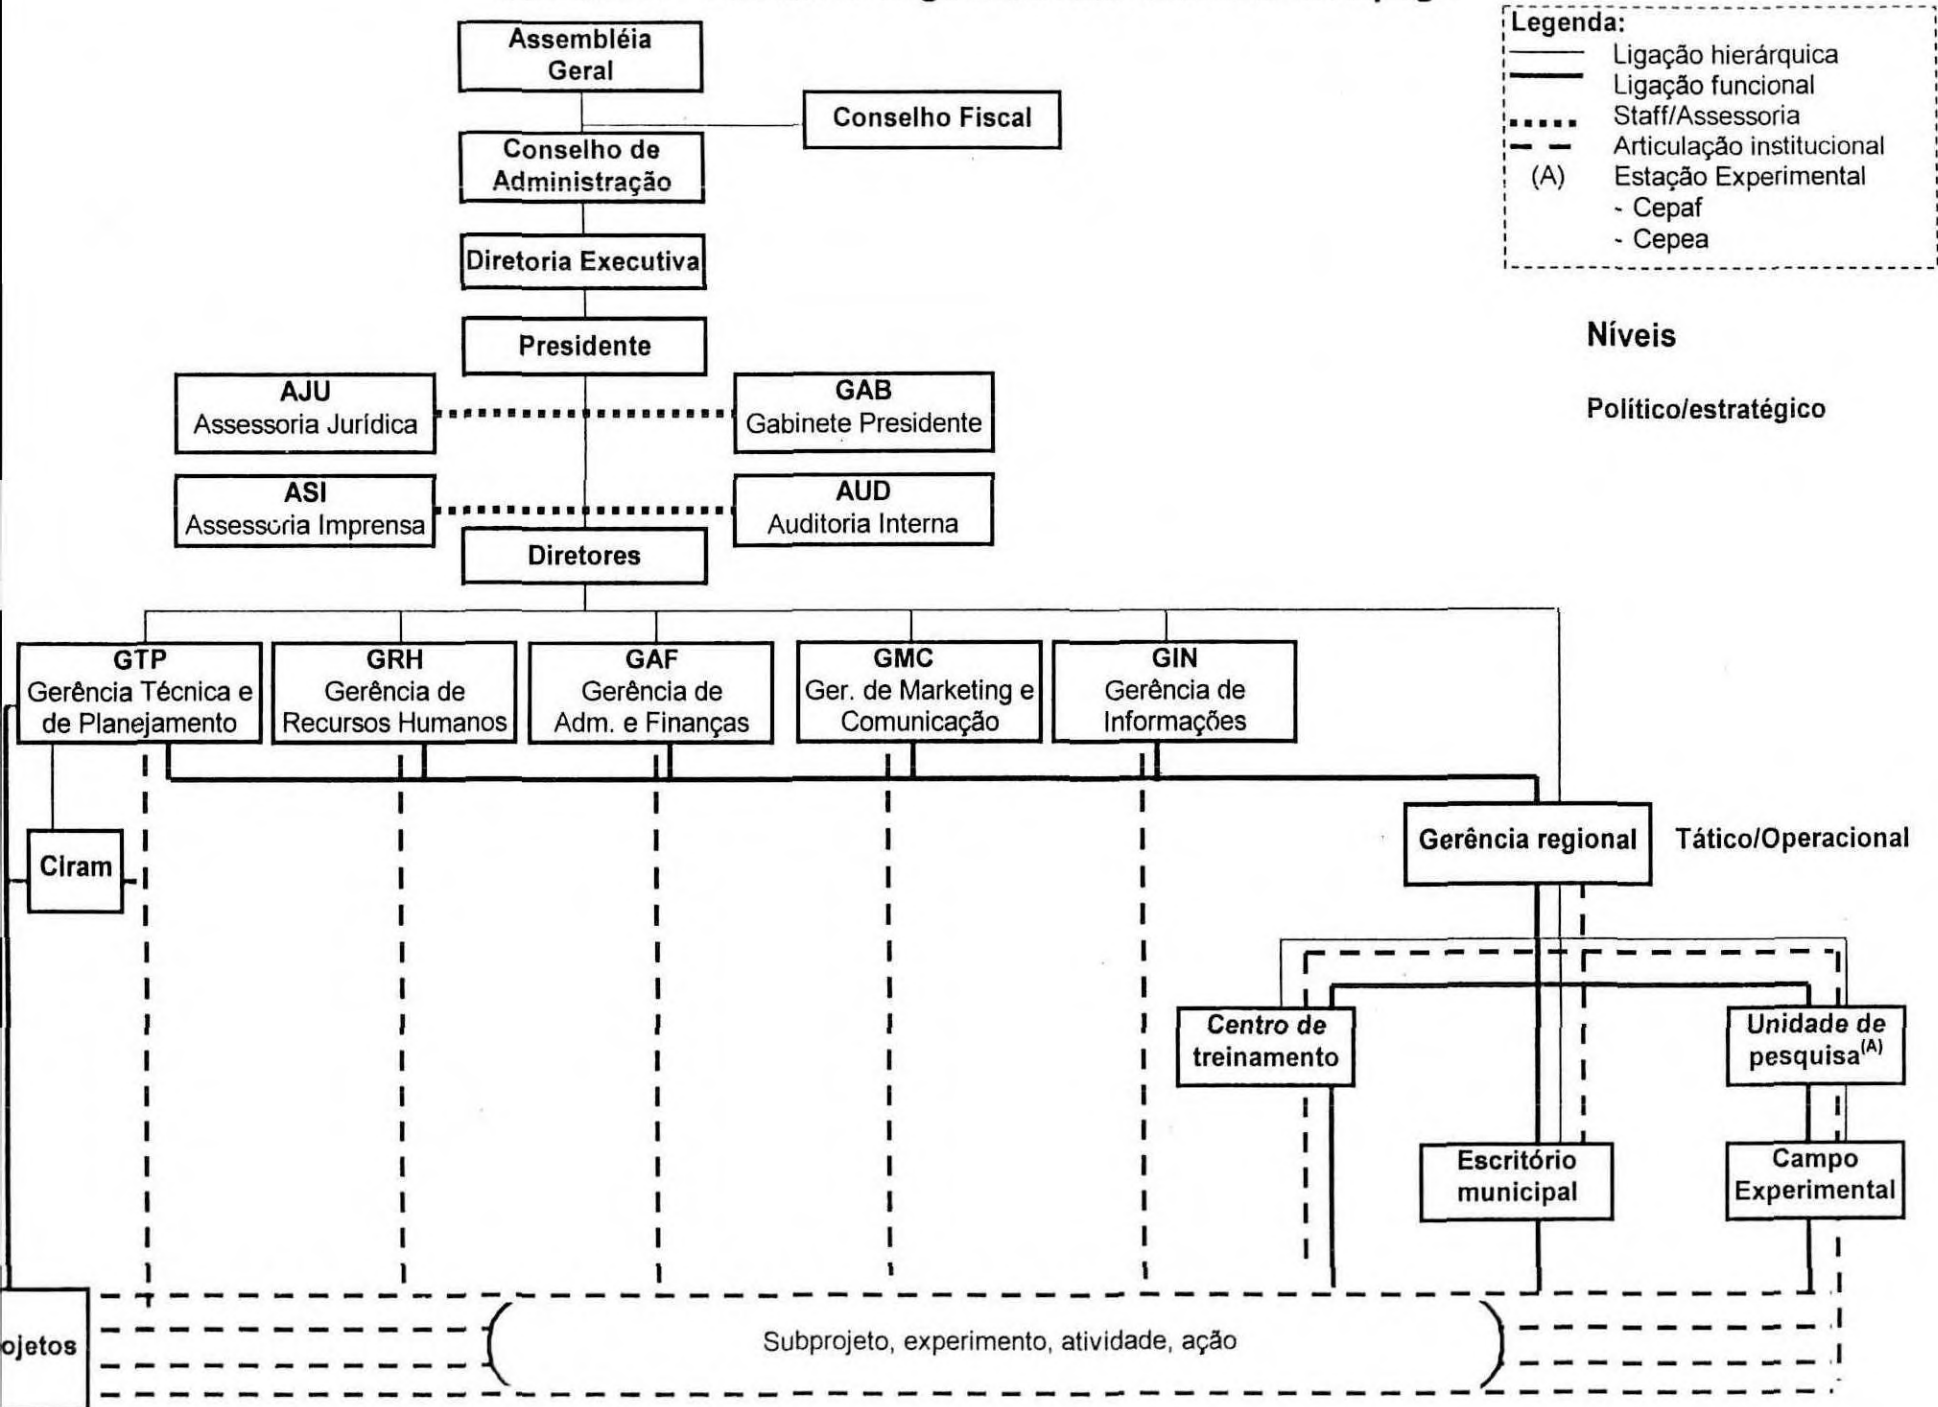 Legenda:
Ligação hierárquica
Ligação funcional
Staff/Assessoria
Articulação institucional
(A) Estação Experimental
- Cepaf
- Cepea
Assembléia
Geral
Conselho Fiscal
Conselho de
Administração
Diretoria Executiva
Presidente
Níveis
Político/estratégico
AJU
Assessoria Jurídica
GAB
Gabinete Presidente
ASI
Assessoria Imprensa
AUD
Auditoria Interna
Diretores
GTP
Gerência Técnica e
de Planejamento
GRH
Gerência de
Recursos Humanos
GAF
Gerência de
Adm. e Finanças
GMC
Ger. de Marketing e
Comunicação
GIN
Gerência de
Informações
Ciram
Gerência regional
Tático/Operacional
Centro de
treinamento
Unidade de
pesquisa(A)
Escritório
municipal
Campo
Experimental
ojetos
Subprojeto, experimento, atividade, ação